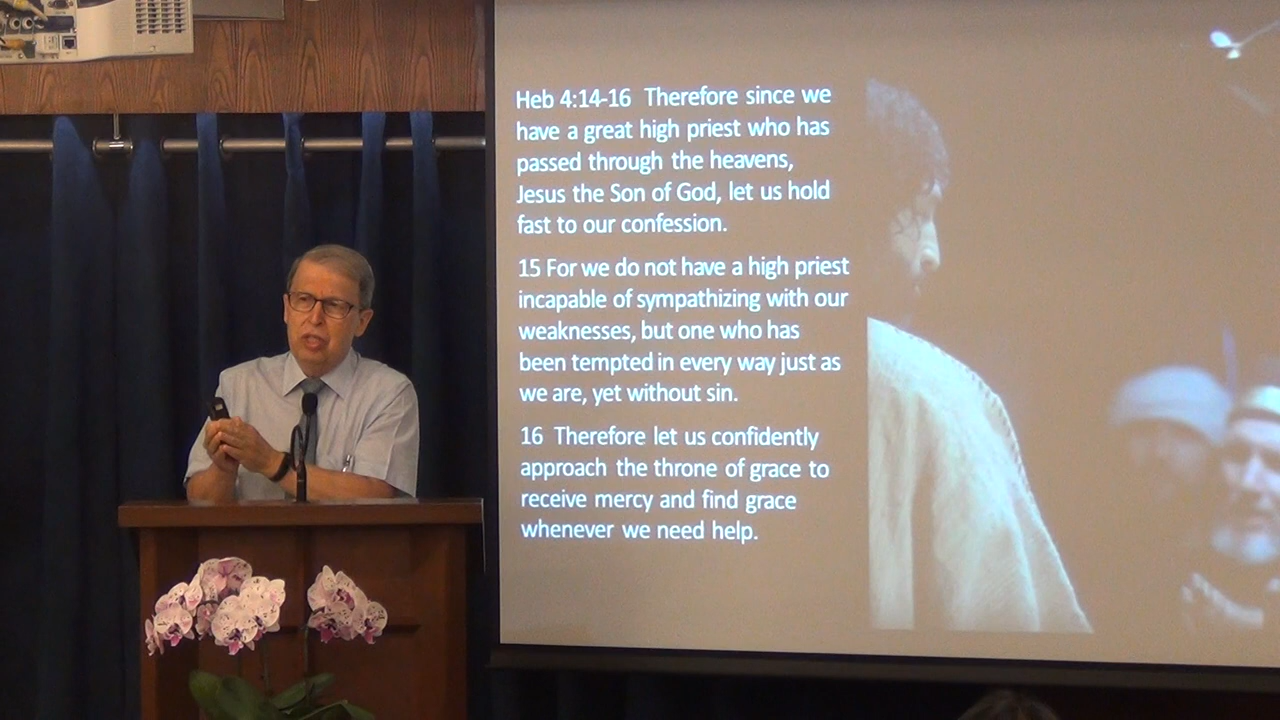 Heb 4:14-16 Therefore since we
have a great high priest who has
passed through the heavens,
Jesus the Son of God, let us hold
fast to our confession.
15 For we do not have a high priest
incapable of sympathizing with our
weaknesses, but one who has
been tempted in every way just as
we are, yet without sin.
16 Therefore let us confidently
approach the throne of grace to
receive mercy and find grace
whenever we need help.